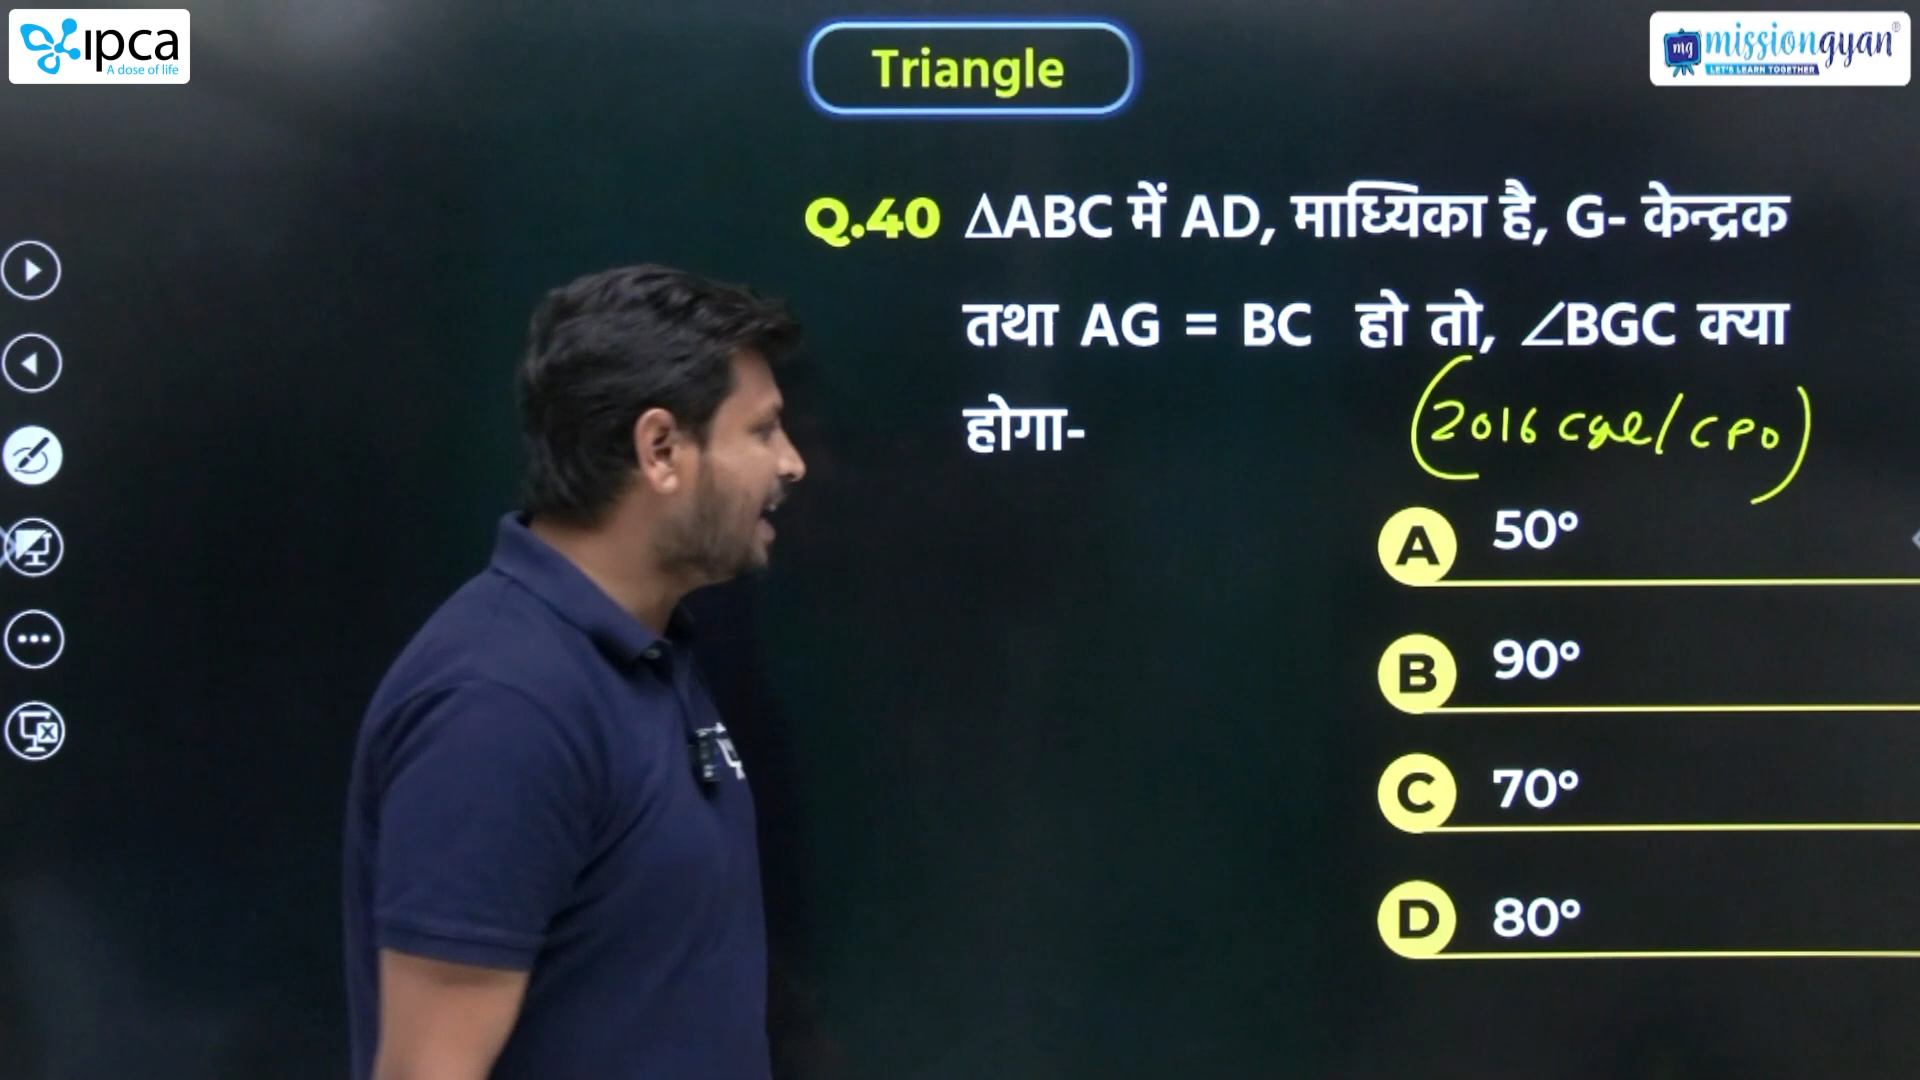 ipca
A dose of life
Triangle
mg missiongyan®
LET'S LEARN TOGETHER
Q.40 ΔABC में AD, माध्यिका है, G- केन्द्रक
तथा AG = BC हो तो, ∠BGC क्या
होगा-
(2016 Cgl/CPO)
A 50°
B 90°
C 70°
D 80°